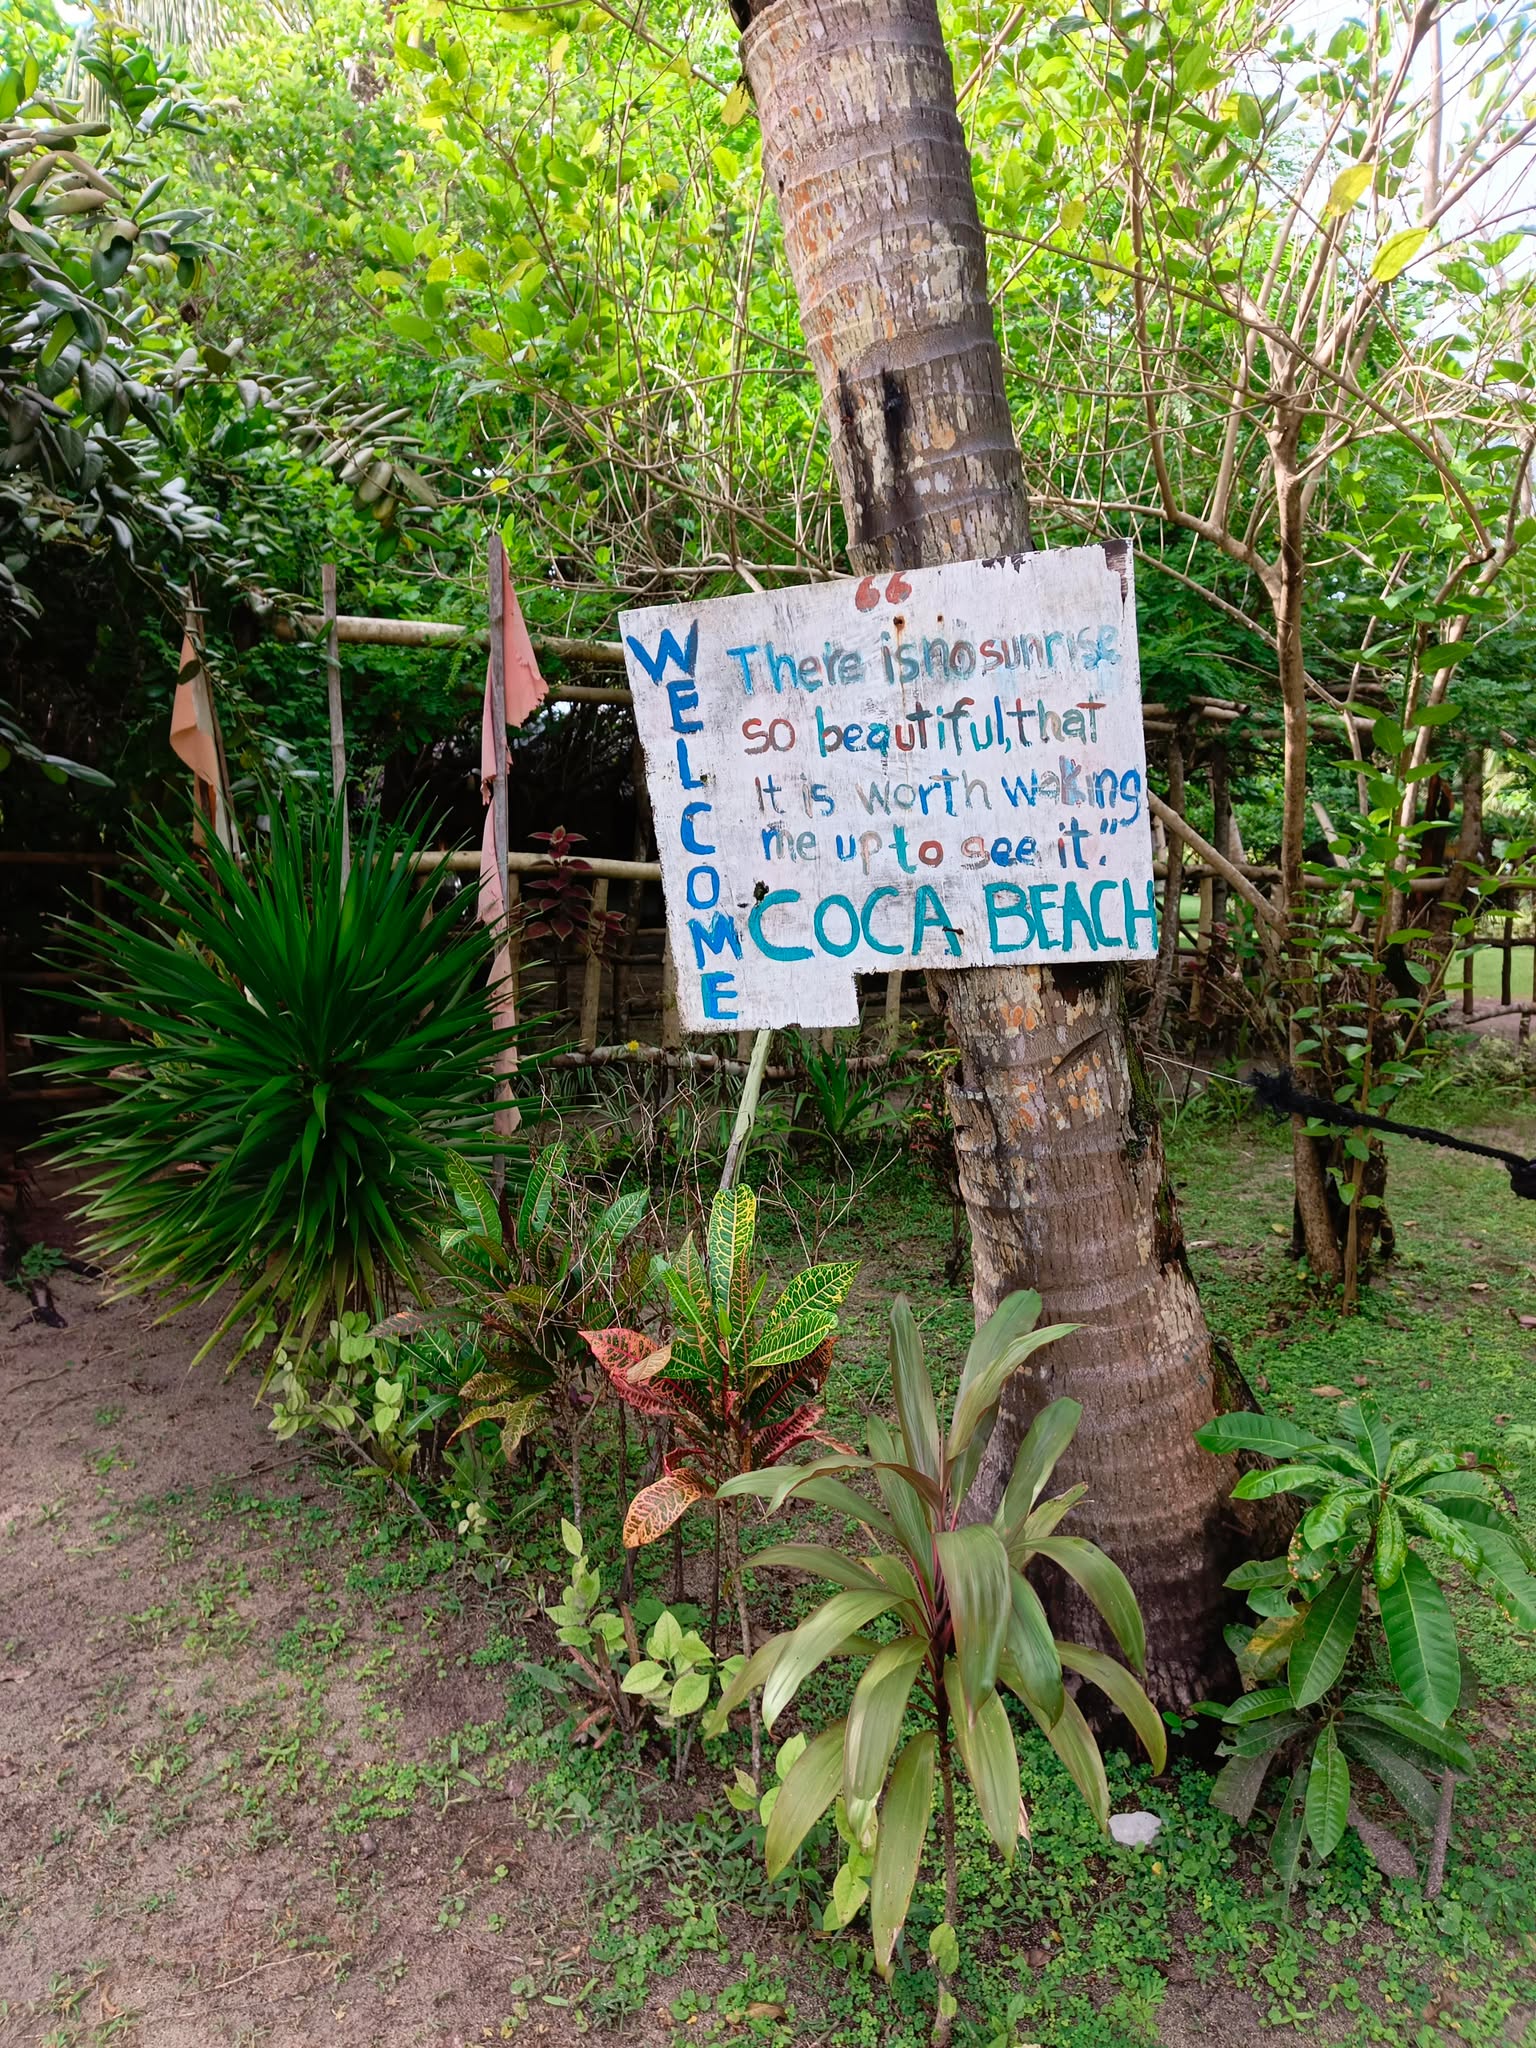 WELCOME
“
There is no sunrise
so beautiful, that
It is worth waking
me up to see it.”
COCA BEACH